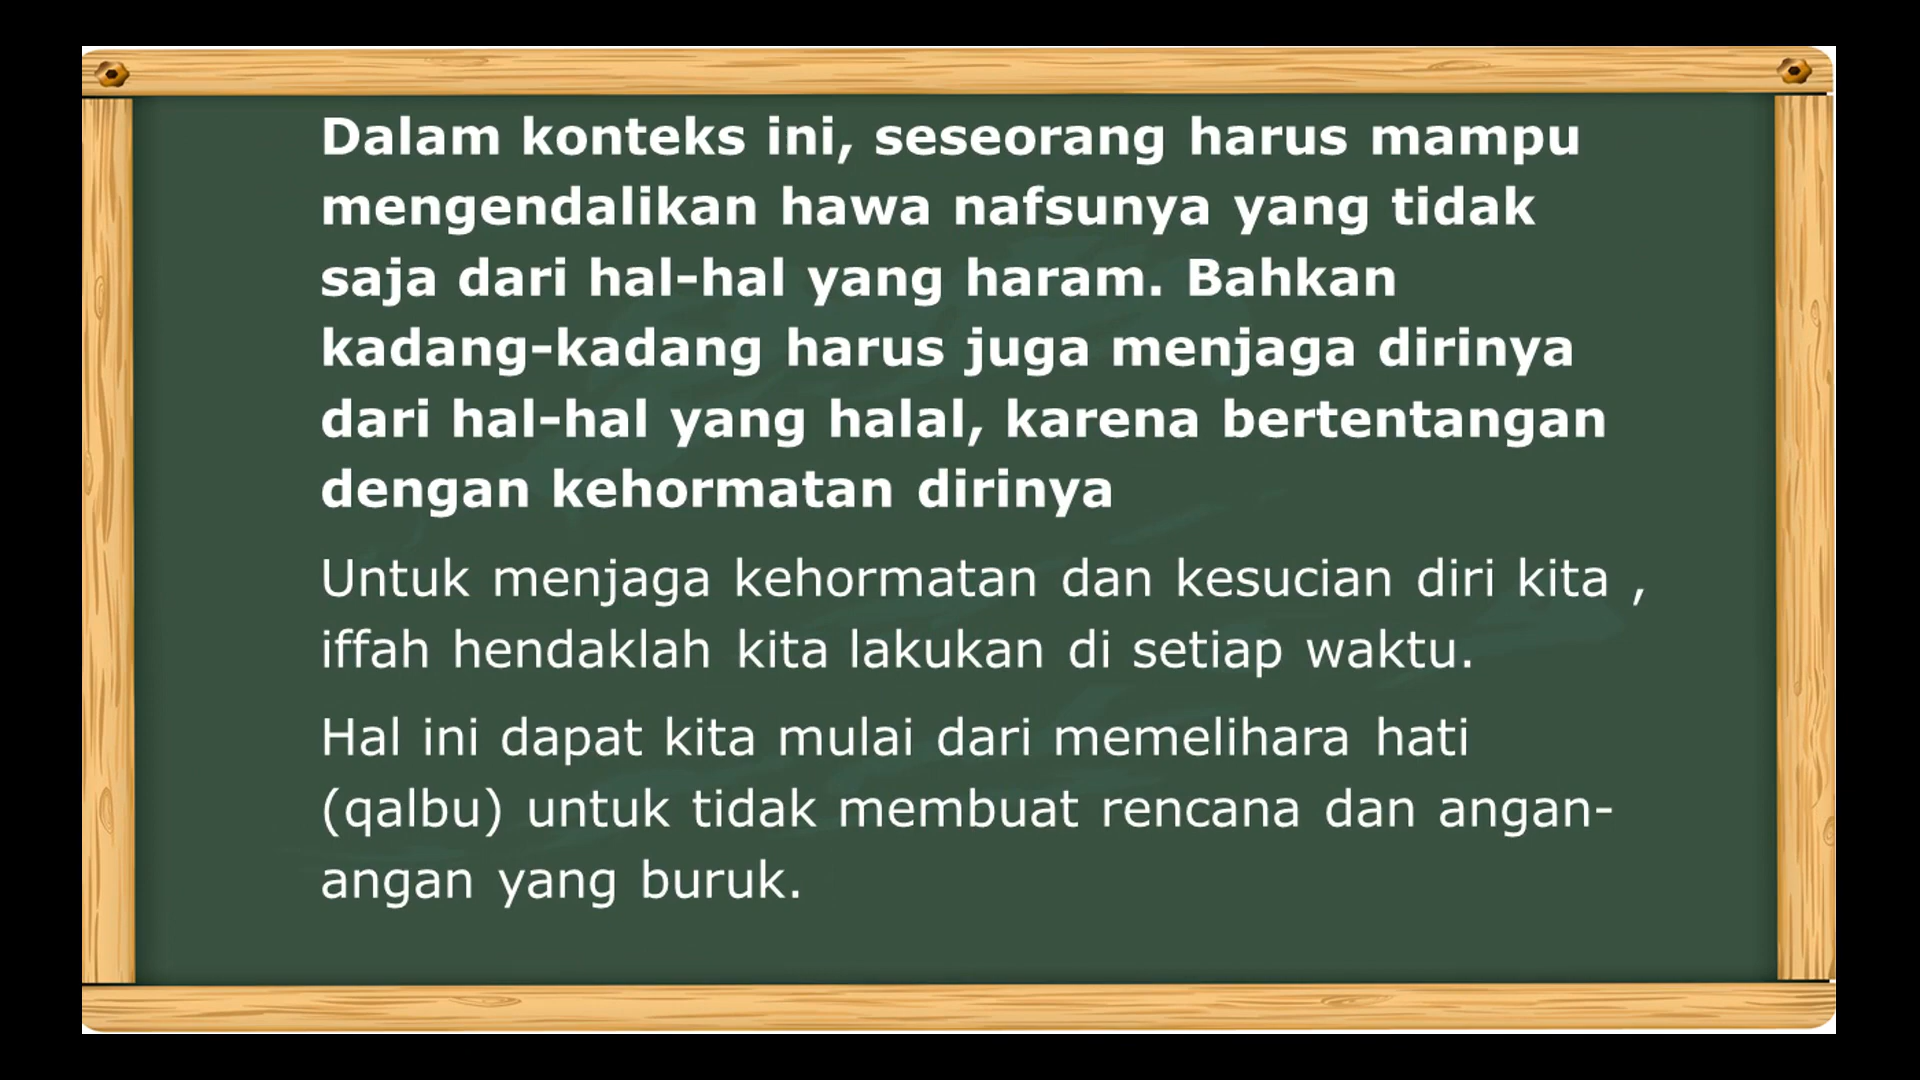 Dalam konteks ini, seseorang harus mampu
mengendalikan hawa nafsunya yang tidak
saja dari hal-hal yang haram. Bahkan
kadang-kadang harus juga menjaga dirinya
dari hal-hal yang halal, karena bertentangan
dengan kehormatan dirinya
Untuk menjaga kehormatan dan kesucian diri kita ,
iffah hendaklah kita lakukan di setiap waktu.
Hal ini dapat kita mulai dari memelihara hati
(qalbu) untuk tidak membuat rencana dan angan-
angan yang buruk.